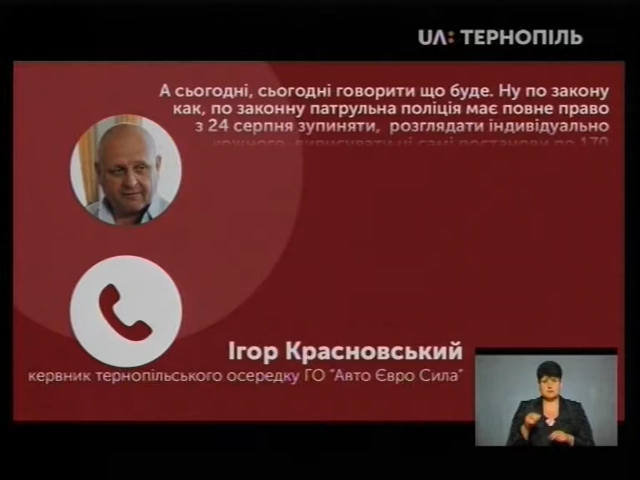 UA: ТЕРНОПІЛЬ
А сьогодні, сьогодні говорити що буде. Ну по закону
как, по законну патрульна поліція має повне право
з 24 серпня зупиняти, розглядати індивідуально
Ігор Красновський
кервник тернопільського осередку ГО "Авто Євро Сила"